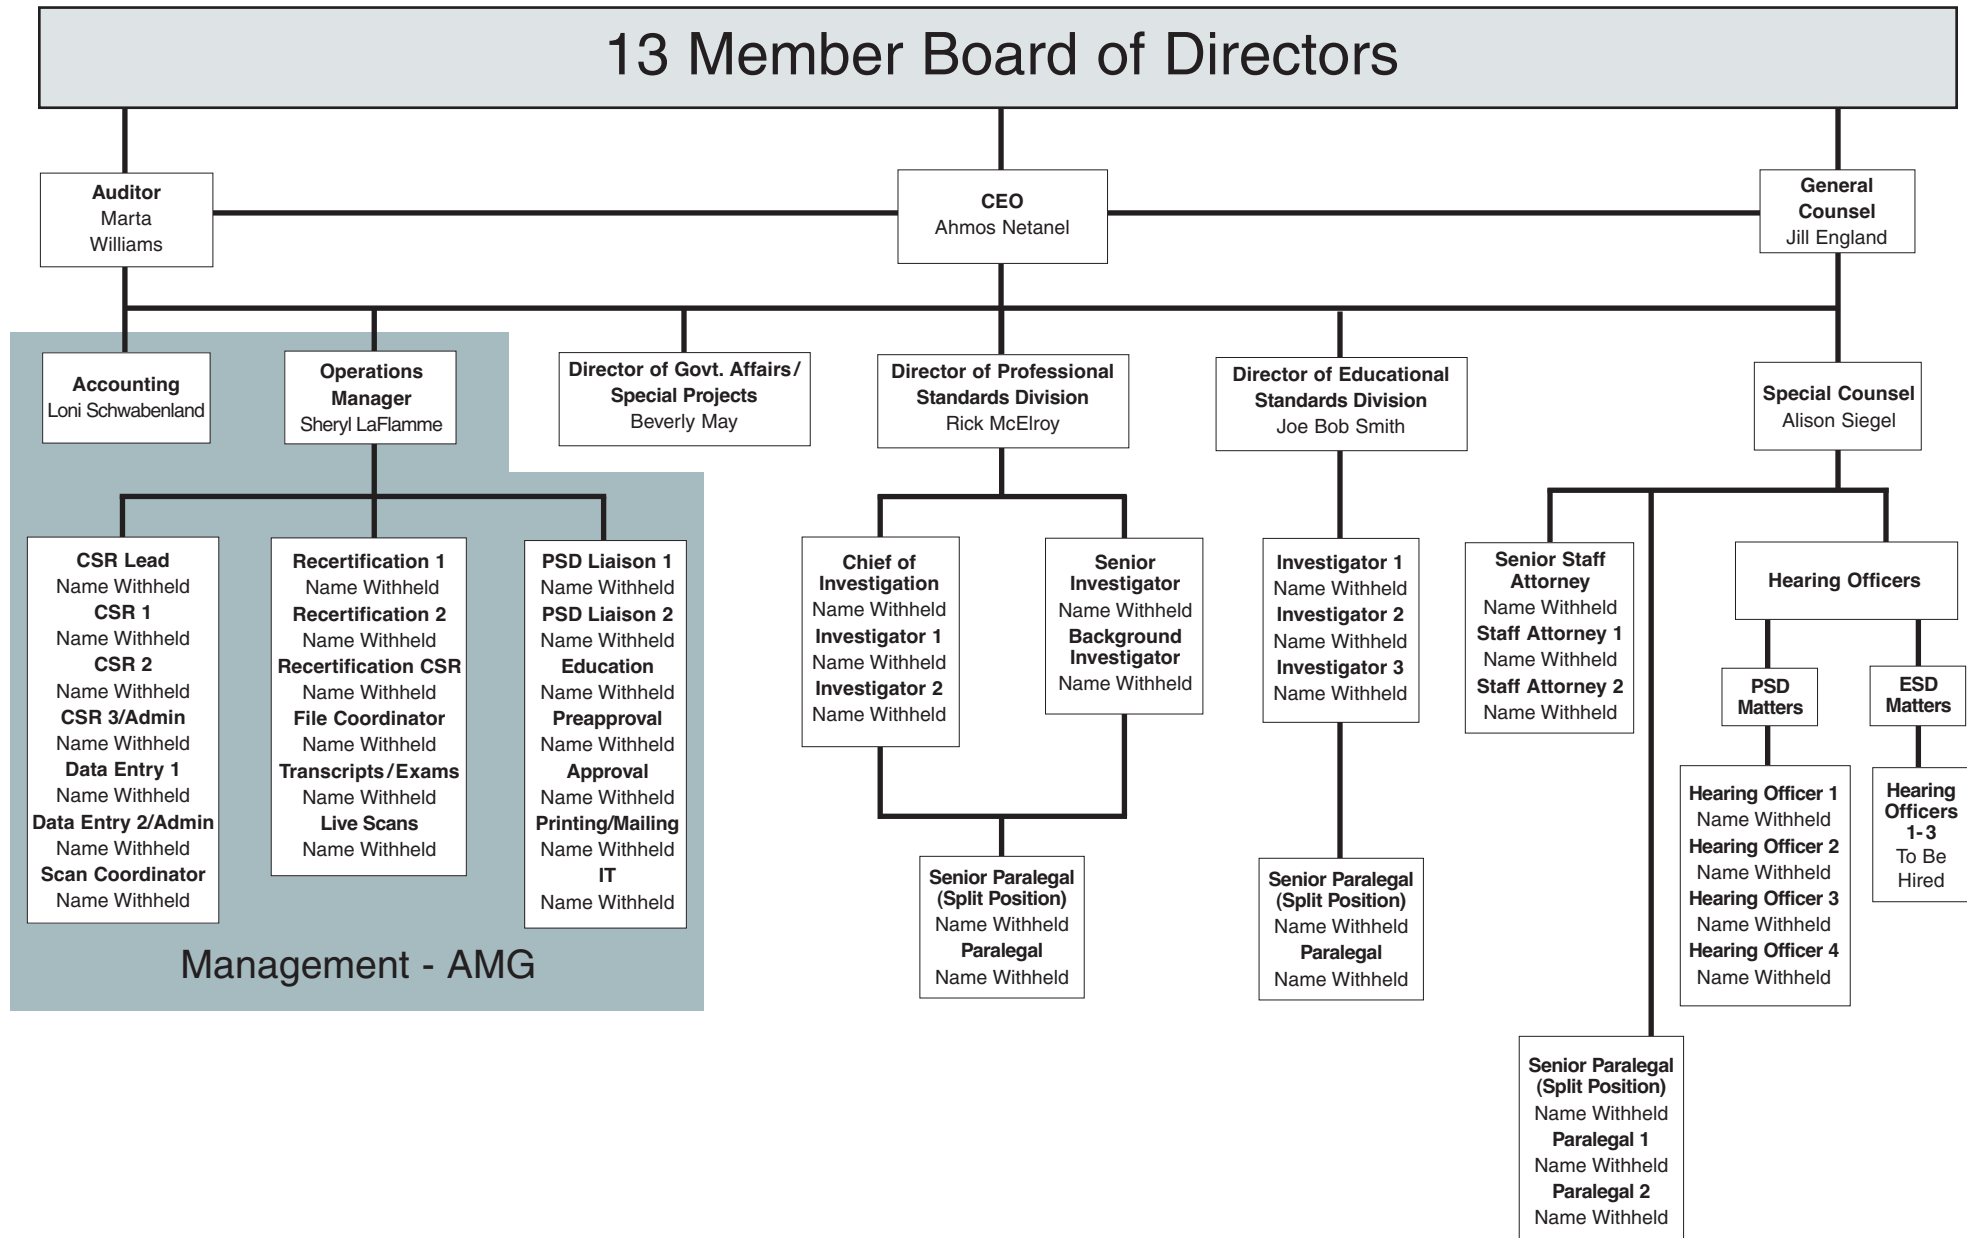 13 Member Board of Directors
Auditor
Marta
Williams
CEO
Ahmos Netanel
General
Counsel
Jill England
Accounting
Loni Schwabenland
Operations
Manager
Sheryl LaFlamme
Director of Govt. Affairs/
Special Projects
Beverly May
Director of Professional
Standards Division
Rick McElroy
Director of Educational
Standards Division
Joe Bob Smith
Special Counsel
Alison Siegel
CSR Lead
Name Withheld
CSR 1
Name Withheld
CSR 2
Name Withheld
CSR 3/Admin
Name Withheld
Data Entry 1
Name Withheld
Data Entry 2/Admin
Name Withheld
Scan Coordinator
Name Withheld
Recertification 1
Name Withheld
Recertification 2
Name Withheld
Recertification CSR
Name Withheld
File Coordinator
Name Withheld
Transcripts/Exams
Name Withheld
Live Scans
Name Withheld
PSD Liaison 1
Name Withheld
PSD Liaison 2
Name Withheld
Education
Name Withheld
Preapproval
Name Withheld
Approval
Name Withheld
Printing/Mailing
Name Withheld
IT
Name Withheld
Management - AMG
Chief of
Investigation
Name Withheld
Investigator 1
Name Withheld
Investigator 2
Name Withheld
Senior
Investigator
Name Withheld
Background
Investigator
Name Withheld
Senior Paralegal
(Split Position)
Name Withheld
Paralegal
Name Withheld
Investigator 1
Name Withheld
Investigator 2
Name Withheld
Investigator 3
Name Withheld
Senior Paralegal
(Split Position)
Name Withheld
Paralegal
Name Withheld
Senior Staff
Attorney
Name Withheld
Staff Attorney 1
Name Withheld
Staff Attorney 2
Name Withheld
Hearing Officers
PSD
Matters
ESD
Matters
Hearing Officer 1
Name Withheld
Hearing Officer 2
Name Withheld
Hearing Officer 3
Name Withheld
Hearing Officer 4
Name Withheld
Hearing
Officers
1-3
To Be
Hired
Senior Paralegal
(Split Position)
Name Withheld
Paralegal 1
Name Withheld
Paralegal 2
Name Withheld